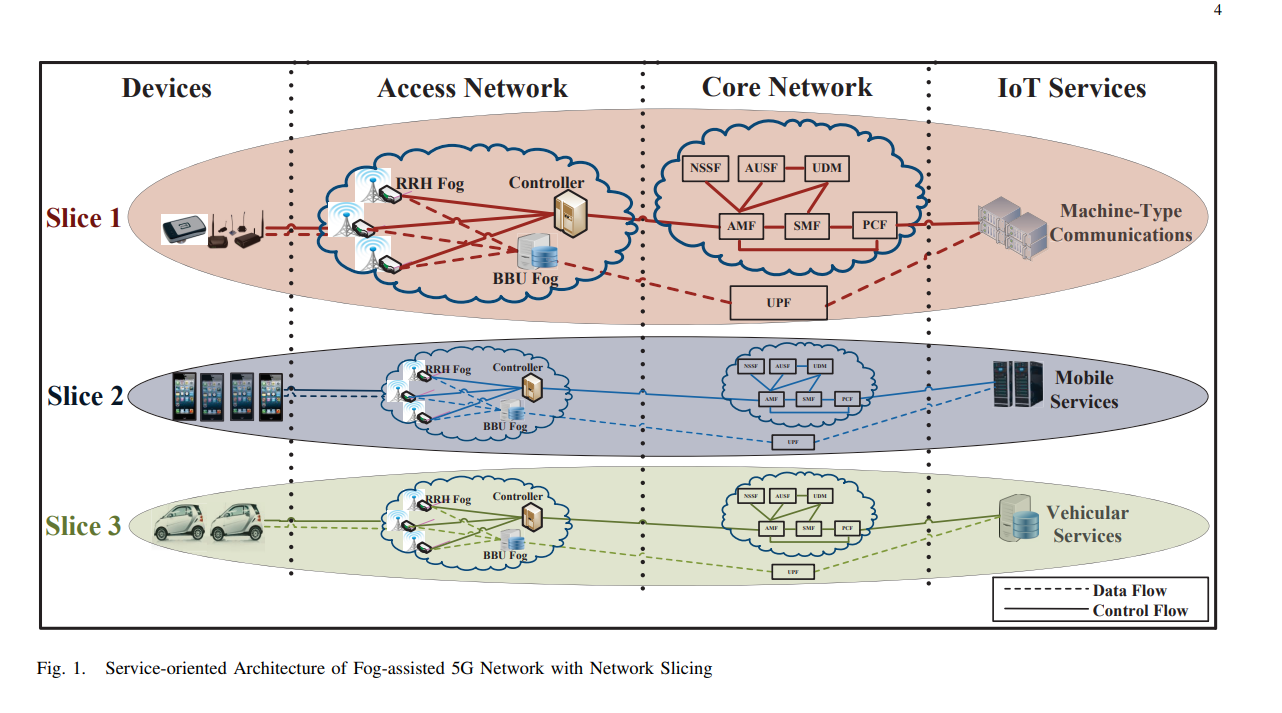 4
Devices
Access Network
Core Network
IoT Services
Slice 1
RRH Fog
Controller
BBU Fog
NSSF
AUSF
UDM
AMF
SMF
PCF
UPF
Machine-Type
Communications
Slice 2
RRH Fog
Controller
BBU Fog
NSSF
AUSF
UDM
AMF
SMF
PCF
UPF
Mobile
Services
Slice 3
RRH Fog
Controller
BBU Fog
NSSF
AUSF
UDM
AMF
SMF
PCF
UPF
Vehicular
Services
Data Flow
Control Flow
Fig. 1. Service-oriented Architecture of Fog-assisted 5G Network with Network Slicing